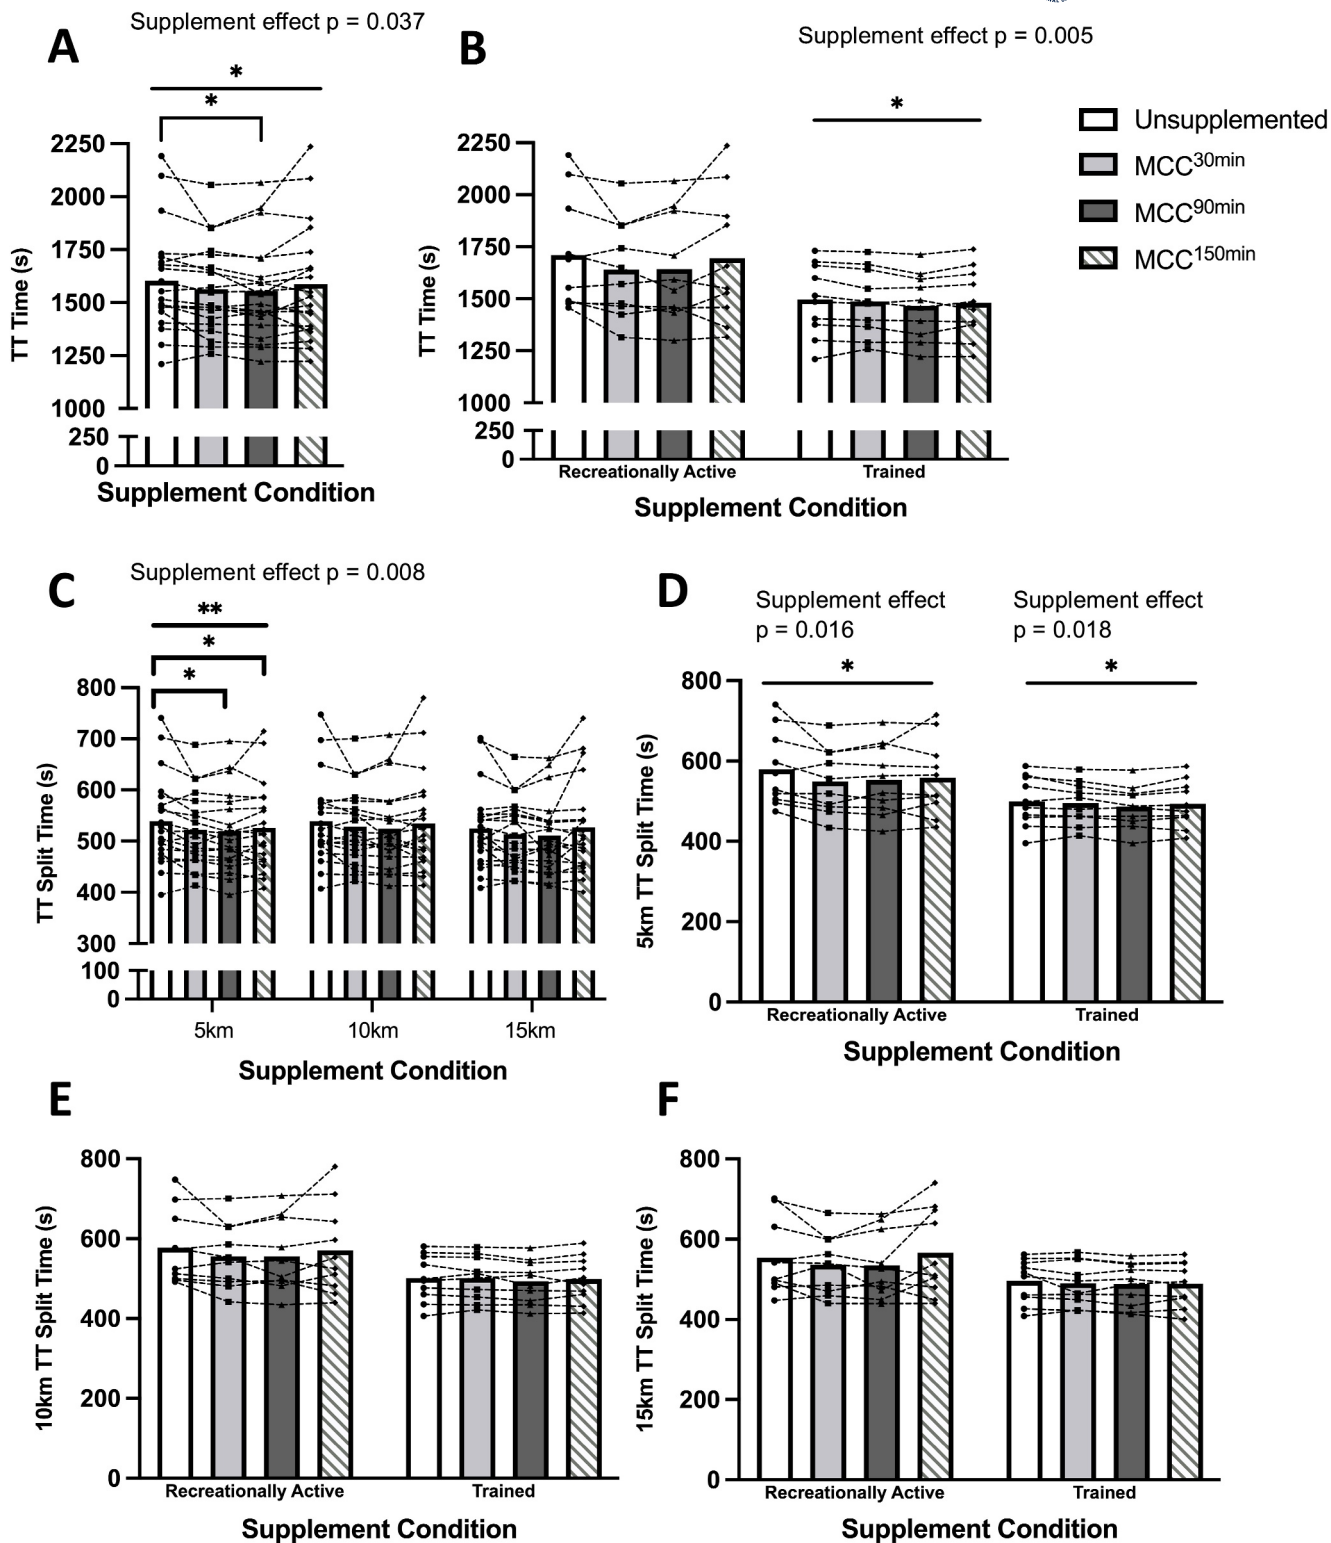 Supplement effect p = 0.037
A
*
*
2250
2000
1750
1500
1250
1000
250
0
TT Time (s)
Supplement Condition
Supplement effect p = 0.005
B
*
2250
2000
1750
1500
1250
1000
250
0
TT Time (s)
Recreationally Active
Trained
Supplement Condition
Unsupplemented
MCC30min
MCC90min
MCC150min
Supplement effect p = 0.008
C
**
*
*
800
700
600
500
400
300
100
0
TT Split Time (s)
5km
10km
15km
Supplement Condition
D
Supplement effect
p = 0.016
*
Supplement effect
p = 0.018
*
800
600
400
200
0
5km TT Split Time (s)
Recreationally Active
Trained
Supplement Condition
E
800
600
400
200
0
10km TT Split Time (s)
Recreationally Active
Trained
Supplement Condition
F
800
600
400
200
0
15km TT Split Time (s)
Recreationally Active
Trained
Supplement Condition